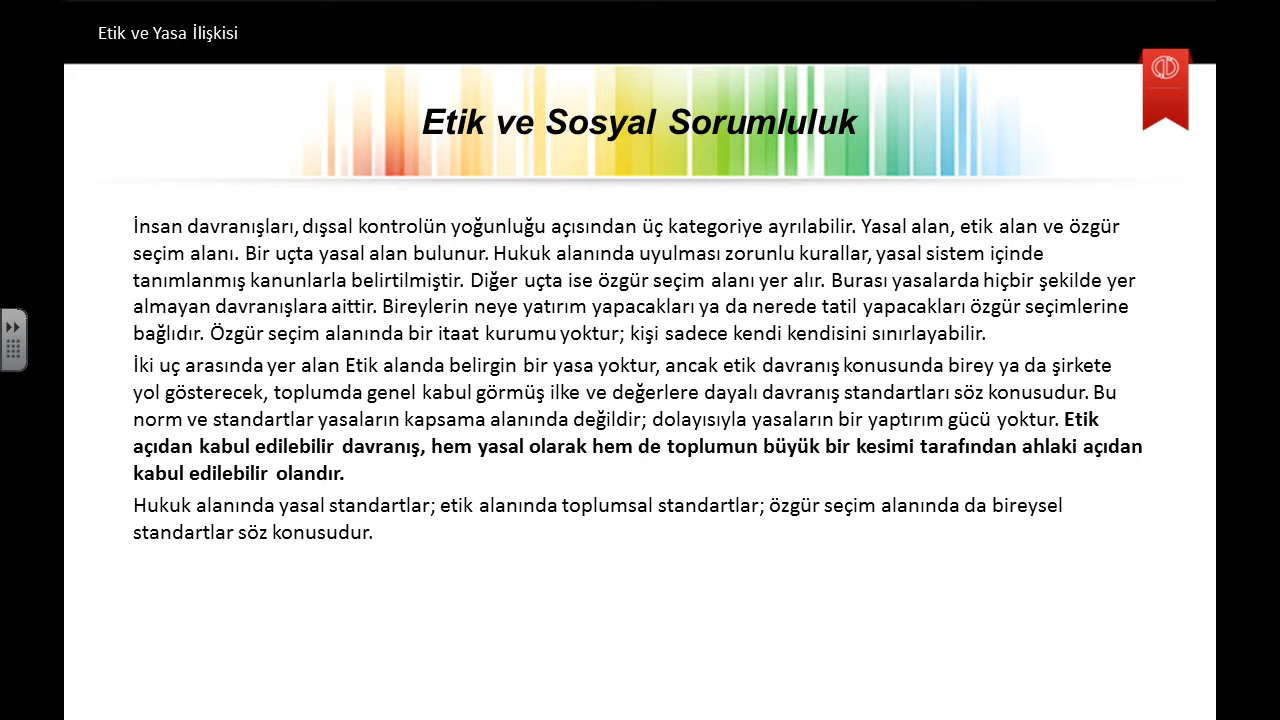 Etik ve Yasa İlişkisi
Etik ve Sosyal Sorumluluk
İnsan davranışları, dışsal kontrolün yoğunluğu açısından üç kategoriye ayrılabilir. Yasal alan, etik alan ve özgür
seçim alanı. Bir uçta yasal alan bulunur. Hukuk alanında uyulması zorunlu kurallar, yasal sistem içinde
tanımlanmış kanunlarla belirtilmiştir. Diğer uçta ise özgür seçim alanı yer alır. Burası yasalarda hiçbir şekilde yer
almayan davranışlara aittir. Bireylerin neye yatırım yapacakları ya da nerede tatil yapacakları özgür seçimlerine
bağlıdır. Özgür seçim alanında bir itaat kurumu yoktur; kişi sadece kendi kendisini sınırlayabilir.
İki uç arasında yer alan Etik alanda belirgin bir yasa yoktur, ancak etik davranış konusunda birey ya da şirkete
yol gösterecek, toplumda genel kabul görmüş ilke ve değerlere dayalı davranış standartları söz konusudur. Bu
norm ve standartlar yasaların kapsama alanında değildir; dolayısıyla yasaların bir yaptırım gücü yoktur. Etik
açıdan kabul edilebilir davranış, hem yasal olarak hem de toplumun büyük bir kesimi tarafından ahlaki açıdan
kabul edilebilir olandır.
Hukuk alanında yasal standartlar; etik alanında toplumsal standartlar; özgür seçim alanında da bireysel
standartlar söz konusudur.